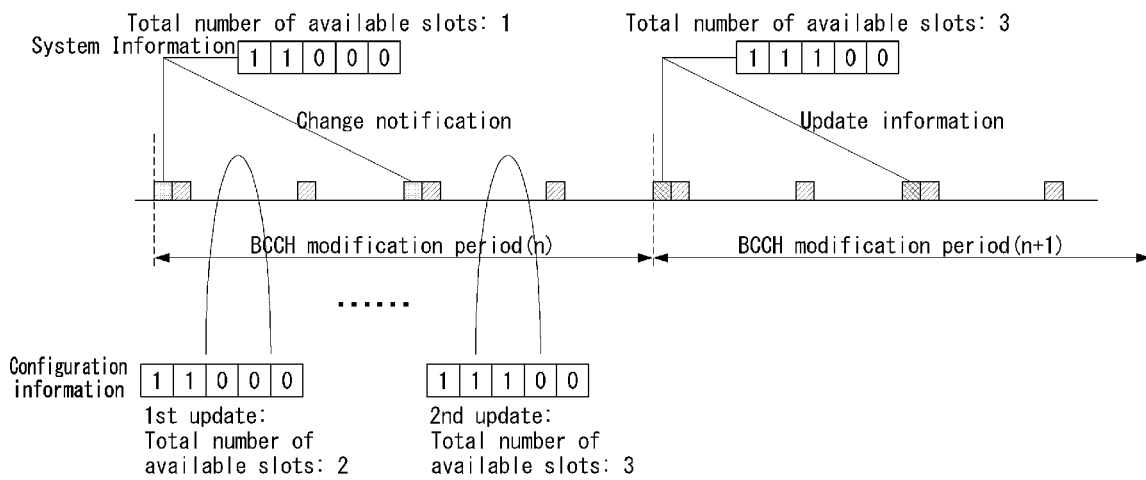 Total number of available slots: 1
Total number of available slots: 3
System Information
1 1 0 0 0
1 1 1 0 0
Change notification
Update information
BCCH modification period(n)
BCCH modification period(n+1)
......
Configuration
information
1 1 0 0 0
1 1 1 0 0
1st update:
Total number of
available slots: 2
2nd update:
Total number of
available slots: 3